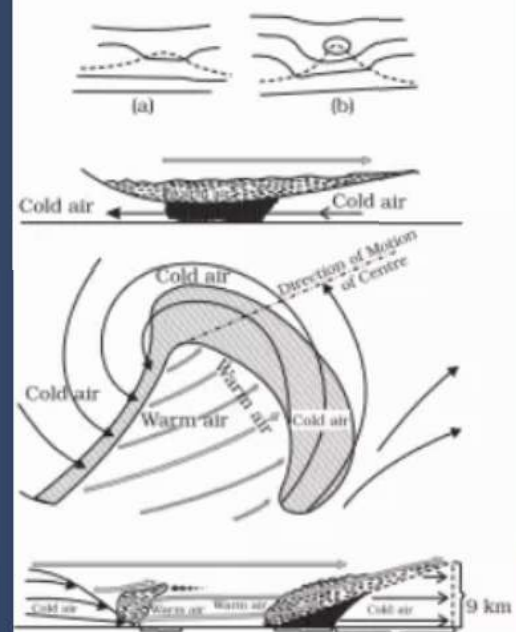 (a)
(b)
Cold air
Cold air
Direction of Motion
of Centre
Cold air
Cold air
Warm air
Warm air
Cold air
Cold air
Warm air
Warm air
Cold air
9 km